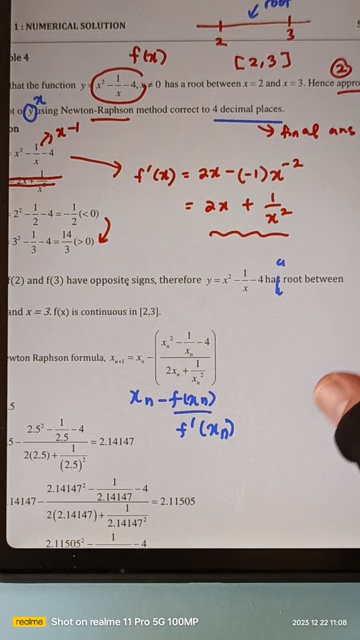 root
1 : NUMERICAL SOLUTION
2 3
ple 4
f(x) [2,3]
②
that the function y = x² - 1/x - 4, x ≠ 0 has a root between x = 2 and x = 3. Hence appro
x
t of y using Newton-Raphson method correct to 4 decimal places.
on
→ x⁻¹ → final ans
x² - 1/x - 4
f'(x) = 2x - (-1)x⁻²
2x + 1/x²
= 2x + 1/x²
= 2² - 1/2 - 4 = -1/2 (< 0)
3² - 1/3 - 4 = 14/3 (> 0)
a
f(2) and f(3) have opposite signs, therefore y = x² - 1/x - 4 has root between
and x = 3. f(x) is continuous in [2,3].
ewton Raphson formula, xₙ₊₁ = xₙ - ((xₙ² - 1/xₙ - 4)/(2xₙ + 1/xₙ²))
xₙ - f(xₙ)/f'(xₙ)
.5
5 - (2.5² - 1/2.5 - 4)/(2(2.5) + 1/(2.5)²) = 2.14147
14147 - (2.14147² - 1/2.14147 - 4)/(2(2.14147) + 1/2.14147²) = 2.11505
2.11505² - 1 - 4
realme Shot on realme 11 Pro 5G 100MP 2023 12 22 11:08